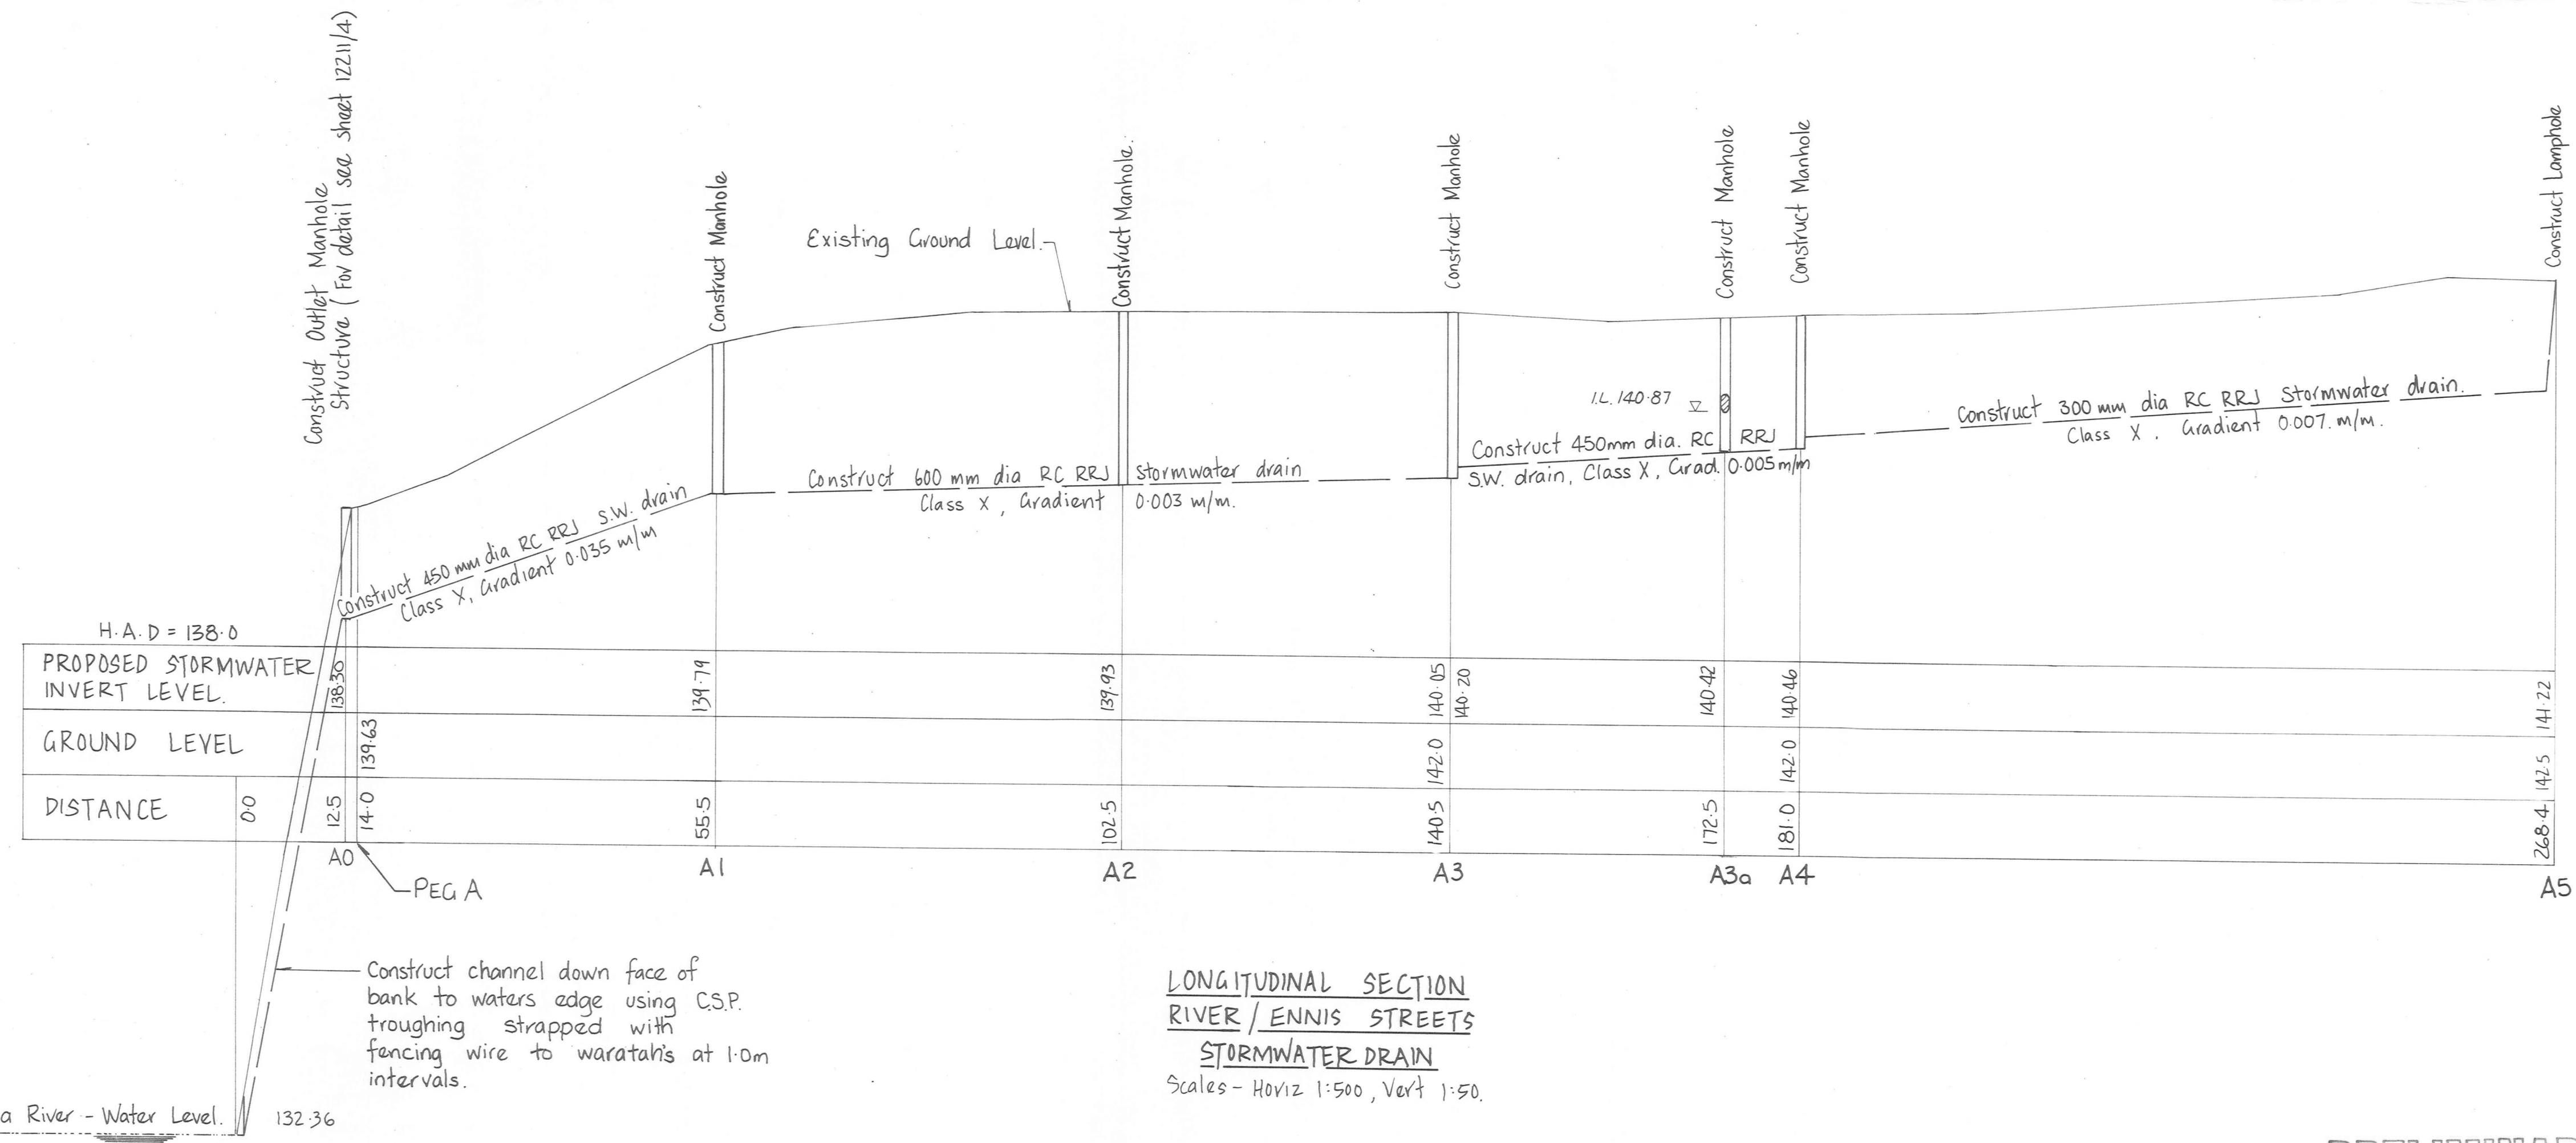 Construct Outlet Manhole
Structure (For detail see sheet 12211/4)
Construct Manhole
Existing Ground Level.
Construct Manhole.
Construct Manhole
Construct Manhole
Construct Manhole
Construct Lamphole
Construct 450 mm dia RC RRJ S.W. drain
Class X, Gradient 0.035 m/m
Construct 600 mm dia RC RRJ Stormwater drain
Class X, Gradient 0.003 m/m.
I.L. 140.87
Construct 450mm dia. RC RRJ
S.W. drain, Class X, Grad. 0.005 m/m
Construct 300 mm dia RC RRJ Stormwater drain.
Class X. Gradient 0.007. m/m.
H.A.D = 138.0
PROPOSED STORMWATER
INVERT LEVEL.
138.30 139.79 139.93 140.05 140.20 140.42 140.46 141.22
GROUND LEVEL
139.63 142.0 142.0 142.5
DISTANCE
0.0 12.5 14.0 55.5 102.5 140.5 172.5 181.0 268.4
A0 A1 A2 A3 A3a A4 A5
PEG A
Construct channel down face of
bank to waters edge using C.S.P.
troughing strapped with
fencing wire to waratah's at 1.0m
intervals.
LONGITUDINAL SECTION
RIVER / ENNIS STREETS
STORMWATER DRAIN
Scales - Horiz 1:500, Vert 1:50.
a River - Water Level. 132.36